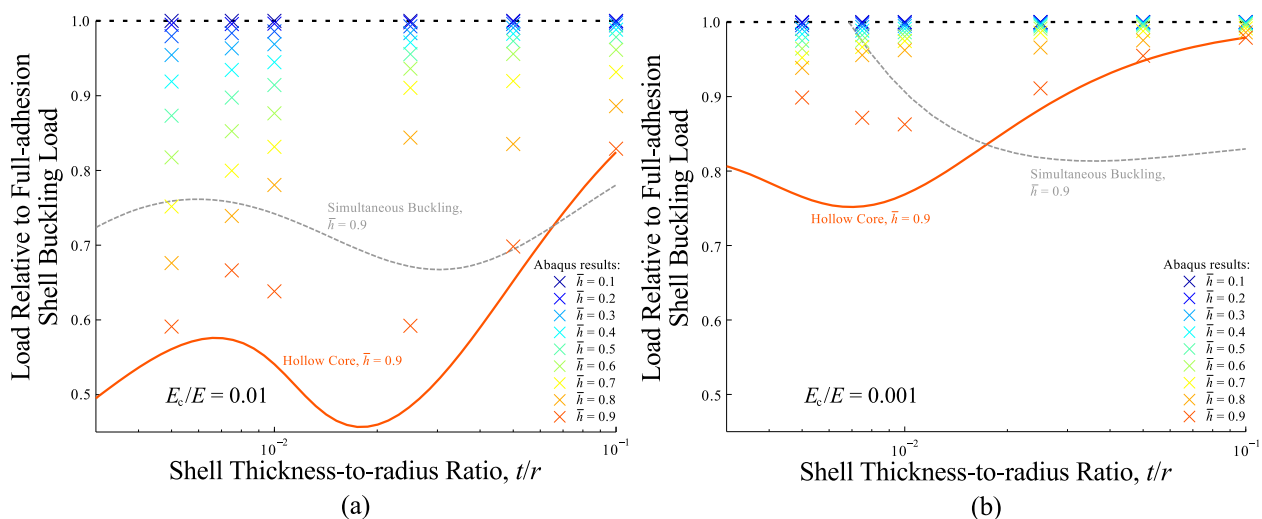 Load Relative to Full-adhesion
Shell Buckling Load
1.0
0.9
0.8
0.7
0.6
0.5
Simultaneous Buckling,
h̅ = 0.9
Hollow Core, h̅ = 0.9
E_c/E = 0.01
Abaqus results:
h̅ = 0.1
h̅ = 0.2
h̅ = 0.3
h̅ = 0.4
h̅ = 0.5
h̅ = 0.6
h̅ = 0.7
h̅ = 0.8
h̅ = 0.9
10⁻²
10⁻¹
Shell Thickness-to-radius Ratio, t/r
(a)
Load Relative to Full-adhesion
Shell Buckling Load
1.0
0.9
0.8
0.7
0.6
0.5
Simultaneous Buckling,
h̅ = 0.9
Hollow Core, h̅ = 0.9
E_c/E = 0.001
Abaqus results:
h̅ = 0.1
h̅ = 0.2
h̅ = 0.3
h̅ = 0.4
h̅ = 0.5
h̅ = 0.6
h̅ = 0.7
h̅ = 0.8
h̅ = 0.9
10⁻²
10⁻¹
Shell Thickness-to-radius Ratio, t/r
(b)